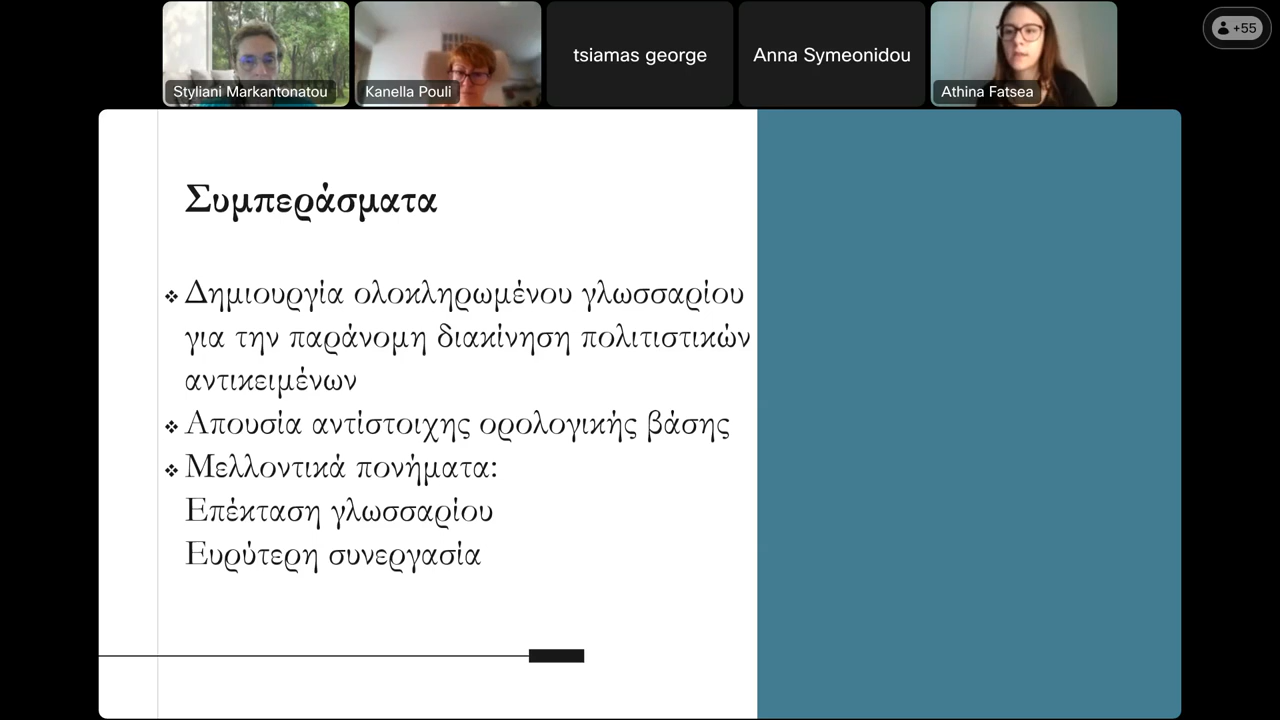 tsiamas george
Anna Symeonidou
+55
Styliani Markantonatou
Kanella Pouli
Athina Fatsea
Συμπεράσματα
❖ Δημιουργία ολοκληρωμένου γλωσσαρίου
για την παράνομη διακίνηση πολιτιστικών
αντικειμένων
❖ Απουσία αντίστοιχης ορολογικής βάσης
❖ Μελλοντικά πονήματα:
Επέκταση γλωσσαρίου
Ευρύτερη συνεργασία